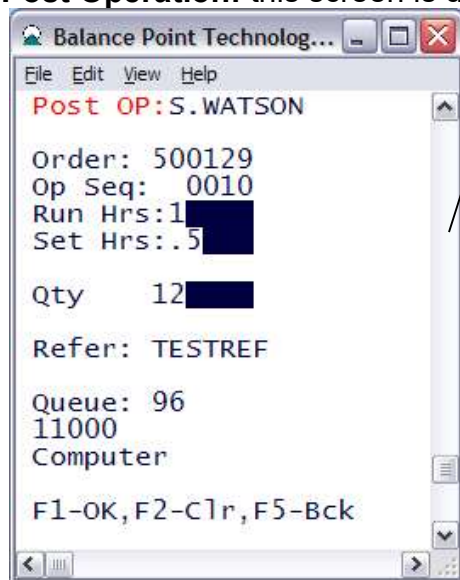 Post Operation: this screen is
Balance Point Technolog...
File Edit View Help
Post OP:S.WATSON
Order: 500129
Op Seq: 0010
Run Hrs:1
Set Hrs:.5
Qty 12
Refer: TESTREF
Queue: 96
11000
Computer
F1-OK,F2-Clr,F5-Bck